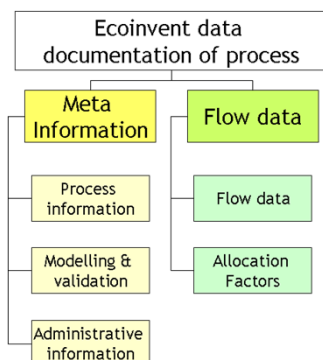 Ecoinvent data
documentation of process
Meta
Information
Flow data
Process
information
Flow data
Modelling &
validation
Allocation
Factors
Administrative
information